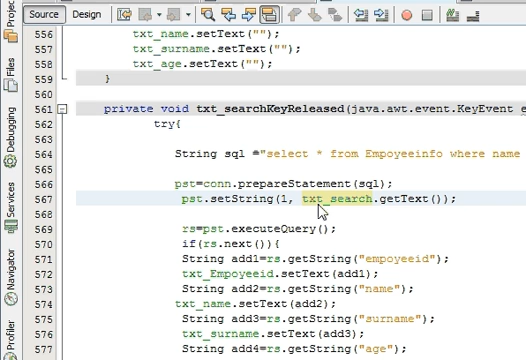 Source Design
Projec
Files
Debugging
Services
Navigator
Profiler
556 txt_name.setText("");
557 txt_surname.setText("");
558 txt_age.setText("");
559 }
560
561 private void txt_searchKeyReleased(java.awt.event.KeyEvent e
562 try{
563
564 String sql ="select * from Empoyeeinfo where name
565
566 pst=conn.prepareStatement(sql);
567 pst.setString(1, txt_search.getText());
568
569 rs=pst.executeQuery();
570 if(rs.next()){
571 String add1=rs.getString("empoyeeid");
572 txt_Empoyeeid.setText(add1);
573 String add2=rs.getString("name");
574 txt_name.setText(add2);
575 String add3=rs.getString("surname");
576 txt_surname.setText(add3);
577 String add4=rs.getString("age");